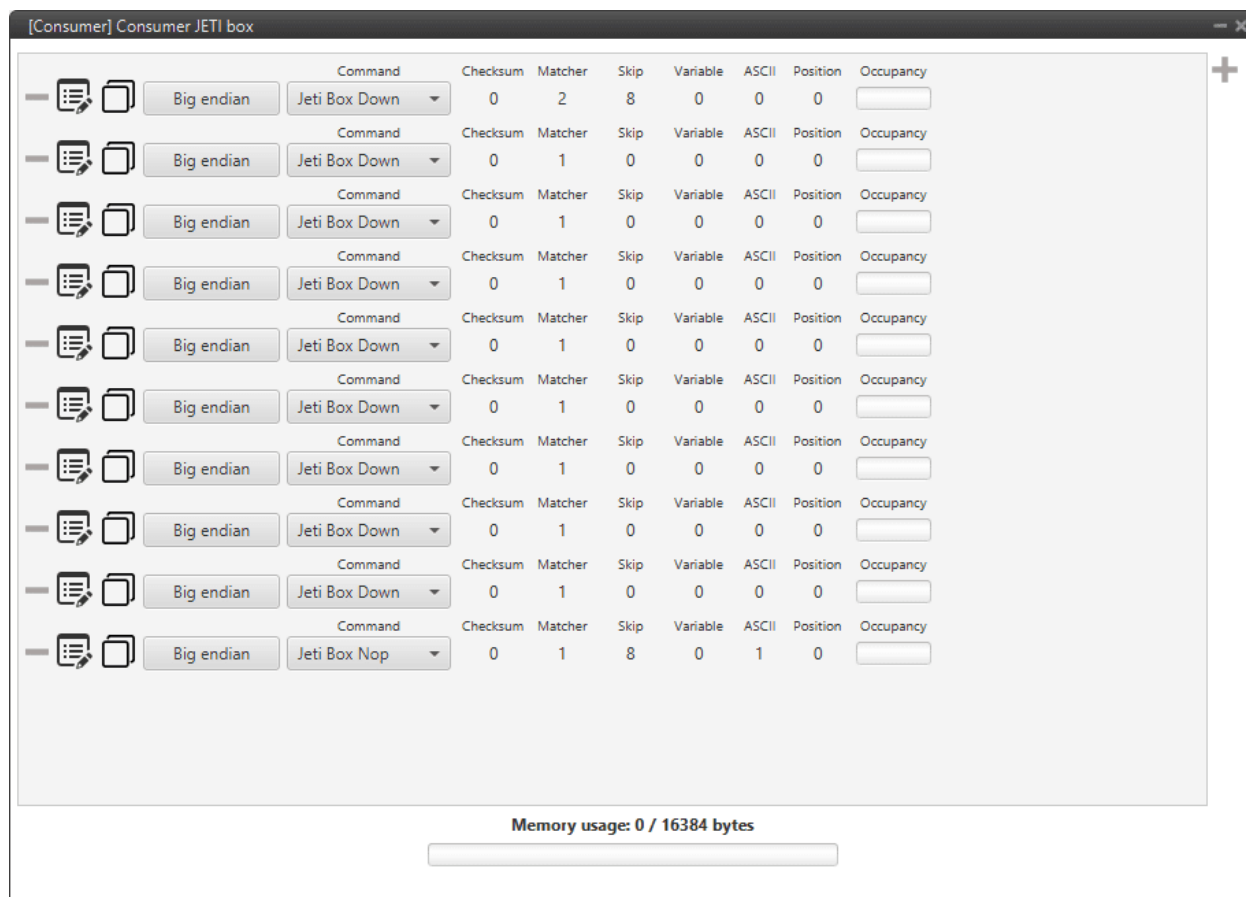 [Consumer] Consumer JETI box
Command Checksum Matcher Skip Variable ASCII Position Occupancy
Big endian Jeti Box Down 0 2 8 0 0 0
Command Checksum Matcher Skip Variable ASCII Position Occupancy
Big endian Jeti Box Down 0 1 0 0 0 0
Command Checksum Matcher Skip Variable ASCII Position Occupancy
Big endian Jeti Box Down 0 1 0 0 0 0
Command Checksum Matcher Skip Variable ASCII Position Occupancy
Big endian Jeti Box Down 0 1 0 0 0 0
Command Checksum Matcher Skip Variable ASCII Position Occupancy
Big endian Jeti Box Down 0 1 0 0 0 0
Command Checksum Matcher Skip Variable ASCII Position Occupancy
Big endian Jeti Box Down 0 1 0 0 0 0
Command Checksum Matcher Skip Variable ASCII Position Occupancy
Big endian Jeti Box Down 0 1 0 0 0 0
Command Checksum Matcher Skip Variable ASCII Position Occupancy
Big endian Jeti Box Down 0 1 0 0 0 0
Command Checksum Matcher Skip Variable ASCII Position Occupancy
Big endian Jeti Box Down 0 1 0 0 0 0
Command Checksum Matcher Skip Variable ASCII Position Occupancy
Big endian Jeti Box Nop 0 1 8 0 1 0
Memory usage: 0 / 16384 bytes